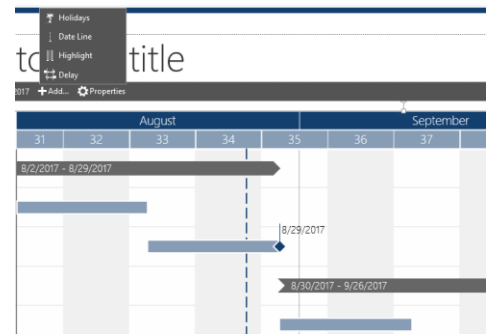 Holidays
Date Line
Highlight
Delay
title
2017 Add... Properties
August September
31 32 33 34 35 36 37
8/2/2017 - 8/29/2017
8/29/2017
8/30/2017 - 9/26/2017